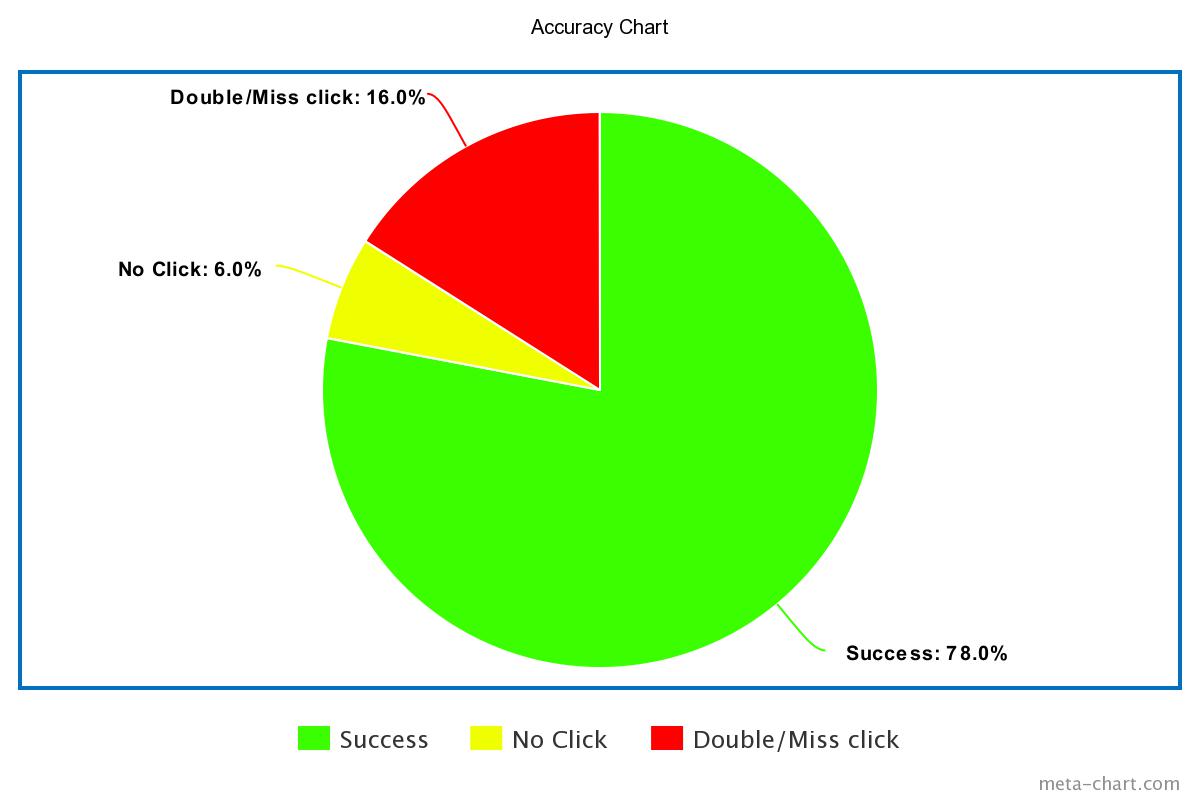 Accuracy Chart
Double/Miss click: 16.0%
No Click: 6.0%
Success: 78.0%
Success
No Click
Double/Miss click
meta-chart.com